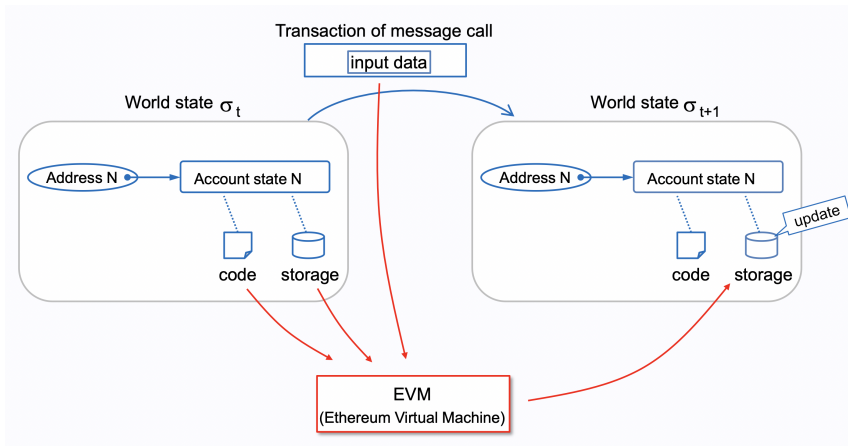 Transaction of message call
input data
World state σt
World state σt+1
Address N
Account state N
Address N
Account state N
update
code
storage
code
storage
EVM
(Ethereum Virtual Machine)